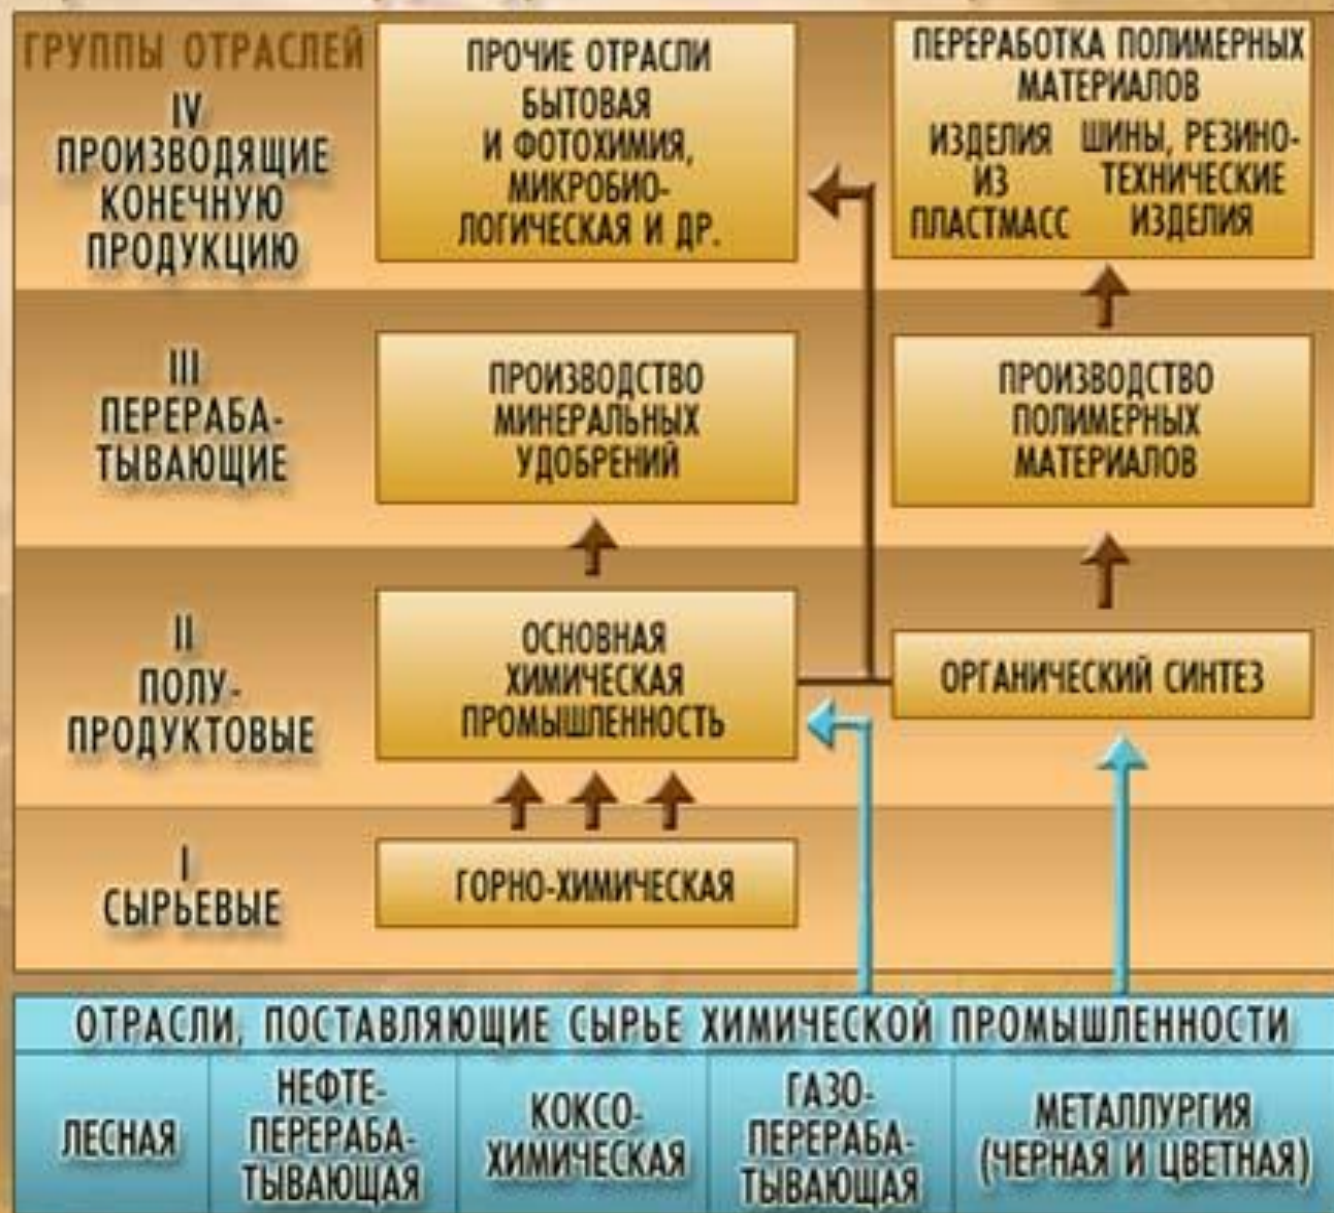 ГРУППЫ ОТРАСЛЕЙ
IV
ПРОИЗВОДЯЩИЕ
КОНЕЧНУЮ
ПРОДУКЦИЮ
ПРОЧИЕ ОТРАСЛИ
БЫТОВАЯ
И ФОТОХИМИЯ,
МИКРОБИО-
ЛОГИЧЕСКАЯ И ДР.
ПЕРЕРАБОТКА ПОЛИМЕРНЫХ
МАТЕРИАЛОВ
ИЗДЕЛИЯ
ИЗ
ПЛАСТМАСС
ШИНЫ, РЕЗИНО-
ТЕХНИЧЕСКИЕ
ИЗДЕЛИЯ
III
ПЕРЕРАБА-
ТЫВАЮЩИЕ
ПРОИЗВОДСТВО
МИНЕРАЛЬНЫХ
УДОБРЕНИЙ
ПРОИЗВОДСТВО
ПОЛИМЕРНЫХ
МАТЕРИАЛОВ
II
ПОЛУ-
ПРОДУКТОВЫЕ
ОСНОВНАЯ
ХИМИЧЕСКАЯ
ПРОМЫШЛЕННОСТЬ
ОРГАНИЧЕСКИЙ СИНТЕЗ
I
СЫРЬЕВЫЕ
ГОРНО-ХИМИЧЕСКАЯ
ОТРАСЛИ, ПОСТАВЛЯЮЩИЕ СЫРЬЕ ХИМИЧЕСКОЙ ПРОМЫШЛЕННОСТИ
ЛЕСНАЯ
НЕФТЕ-
ПЕРЕРАБА-
ТЫВАЮЩАЯ
КОКСО-
ХИМИЧЕСКАЯ
ГАЗО-
ПЕРЕРАБА-
ТЫВАЮЩАЯ
МЕТАЛЛУРГИЯ
(ЧЕРНАЯ И ЦВЕТНАЯ)